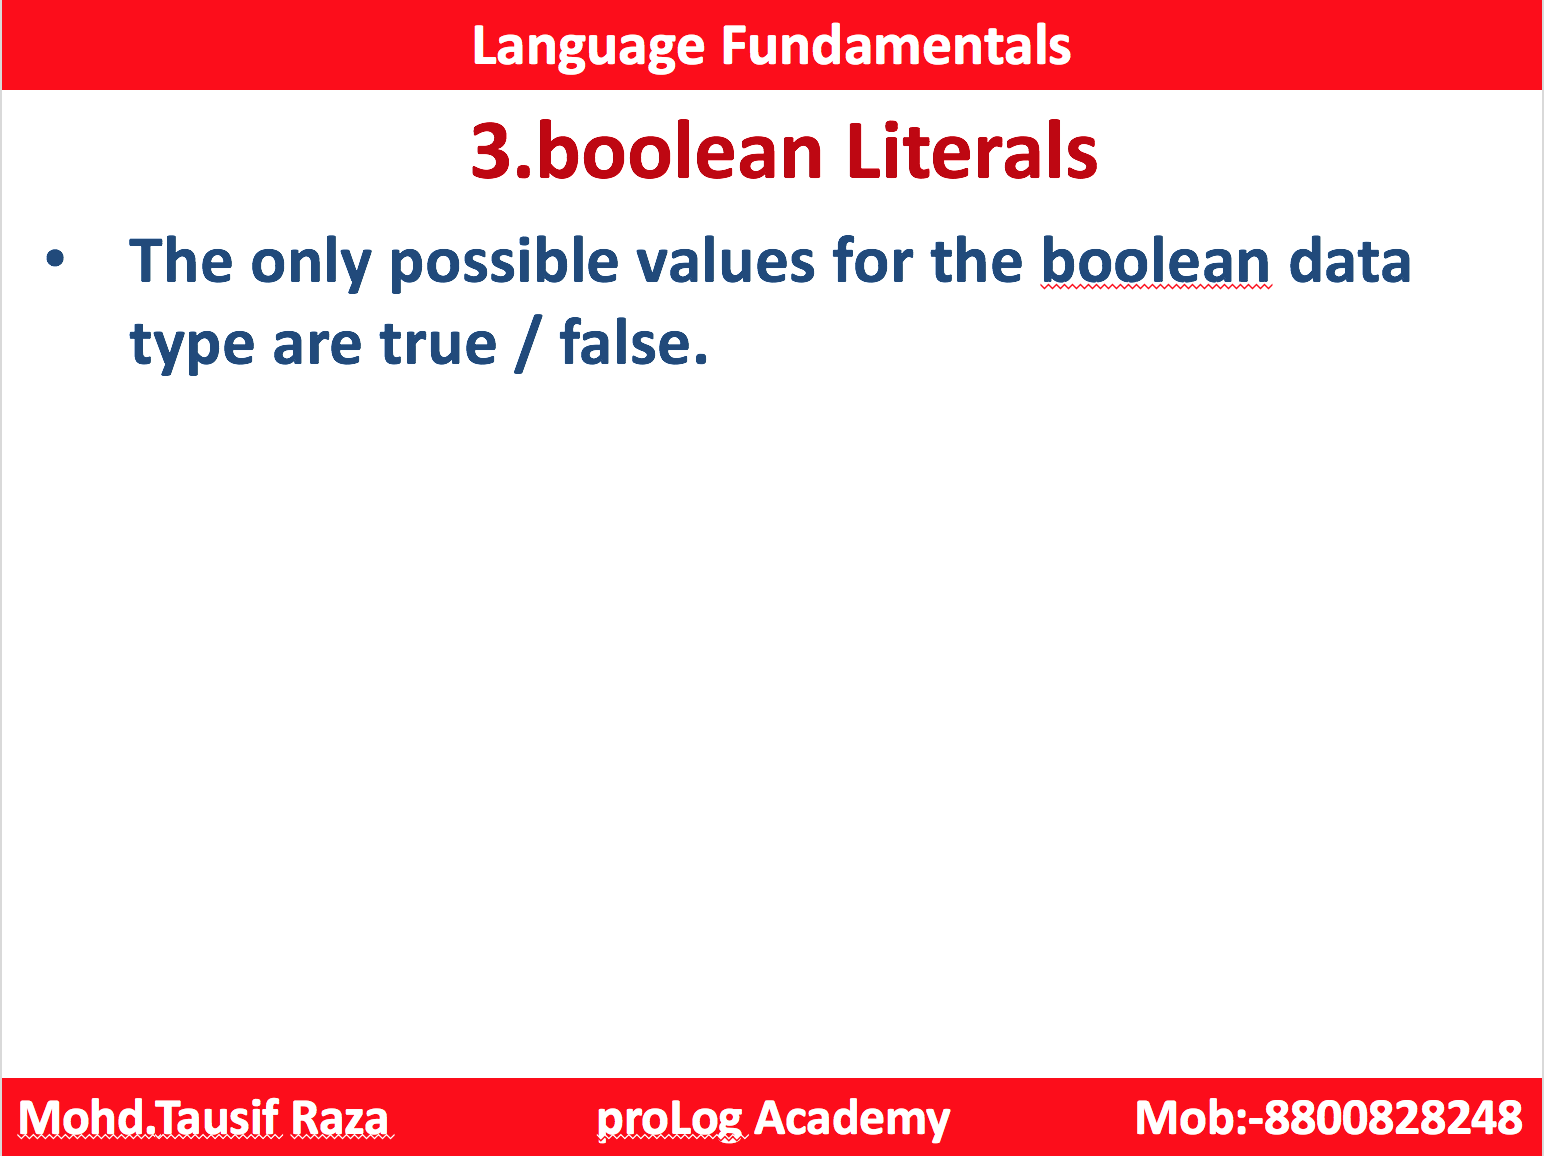 Language Fundamentals
3.boolean Literals
• The only possible values for the boolean data
type are true / false.
Mohd.Tausif Raza proLog Academy Mob:-8800828248